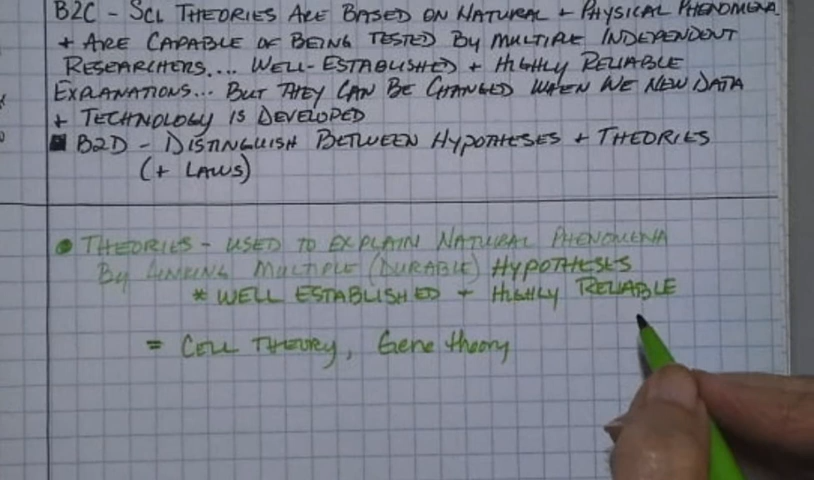 B2C - SCI THEORIES ARE BASED ON NATURAL + PHYSICAL PHENOMENA
+ ARE CAPABLE OF BEING TESTED BY MULTIPLE INDEPENDENT
RESEARCHERS.... WELL-ESTABLISHED + HIGHLY RELIABLE
EXPLANATIONS... BUT THEY CAN BE CHANGED WHEN WE NEW DATA
+ TECHNOLOGY IS DEVELOPED
■ B2D - DISTINGUISH BETWEEN HYPOTHESES + THEORIES
(+ LAWS)
• THEORIES - USED TO EXPLAIN NATURAL PHENOMENA
BY LINKING MULTIPLE (DURABLE) HYPOTHESES
* WELL ESTABLISHED + HIGHLY RELIABLE
= CELL THEORY, Gene theory